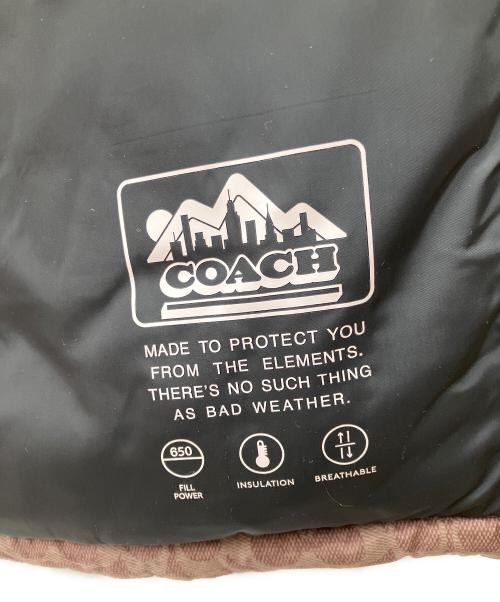 COACH
MADE TO PROTECT YOU
FROM THE ELEMENTS.
THERE'S NO SUCH THING
AS BAD WEATHER.
650
FILL
POWER
INSULATION
BREATHABLE